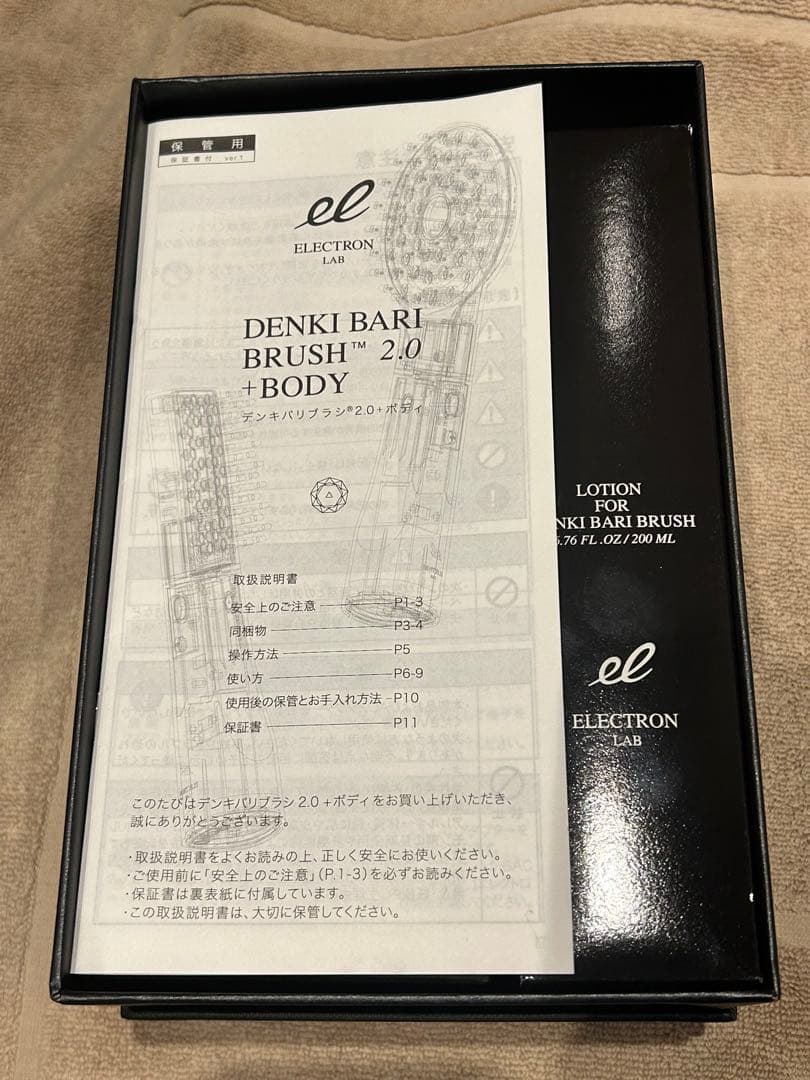 保管用
保証書付 ver.1
el
ELECTRON
LAB
DENKI BARI
BRUSH™ 2.0
+BODY
デンキバリブラシ®2.0+ボディ
取扱説明書
安全上のご注意 P1-3
同梱物 P3-4
操作方法 P5
使い方 P6-9
使用後の保管とお手入れ方法 P10
保証書 P11
このたびはデンキバリブラシ2.0+ボディをお買い上げいただき、
誠にありがとうございます。
・取扱説明書をよくお読みの上、正しく安全にお使いください。
・ご使用前に「安全上のご注意」(P.1-3)を必ずお読みください。
・保証書は裏表紙に付属しています。
・この取扱説明書は、大切に保管してください。
LOTION
FOR
NKI BARI BRUSH
.76 FL .OZ / 200 ML
el
ELECTRON
LAB